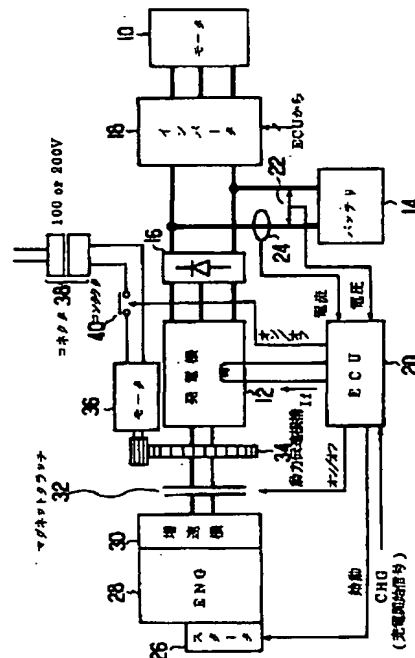 10
モータ
18
インバータ
ECUから
100 or 200V
コネクタ
38
コンタクタ
40
16
24
22
バッテリ
14
電流
電圧
36
モータ
オン/オフ
発電機
12
If
動力伝達機構
34
ECU
20
マグネットクラッチ
32
オン/オフ
30
増速機
28
ENG
26
スタータ
始動
CHG
(充電開始信号)